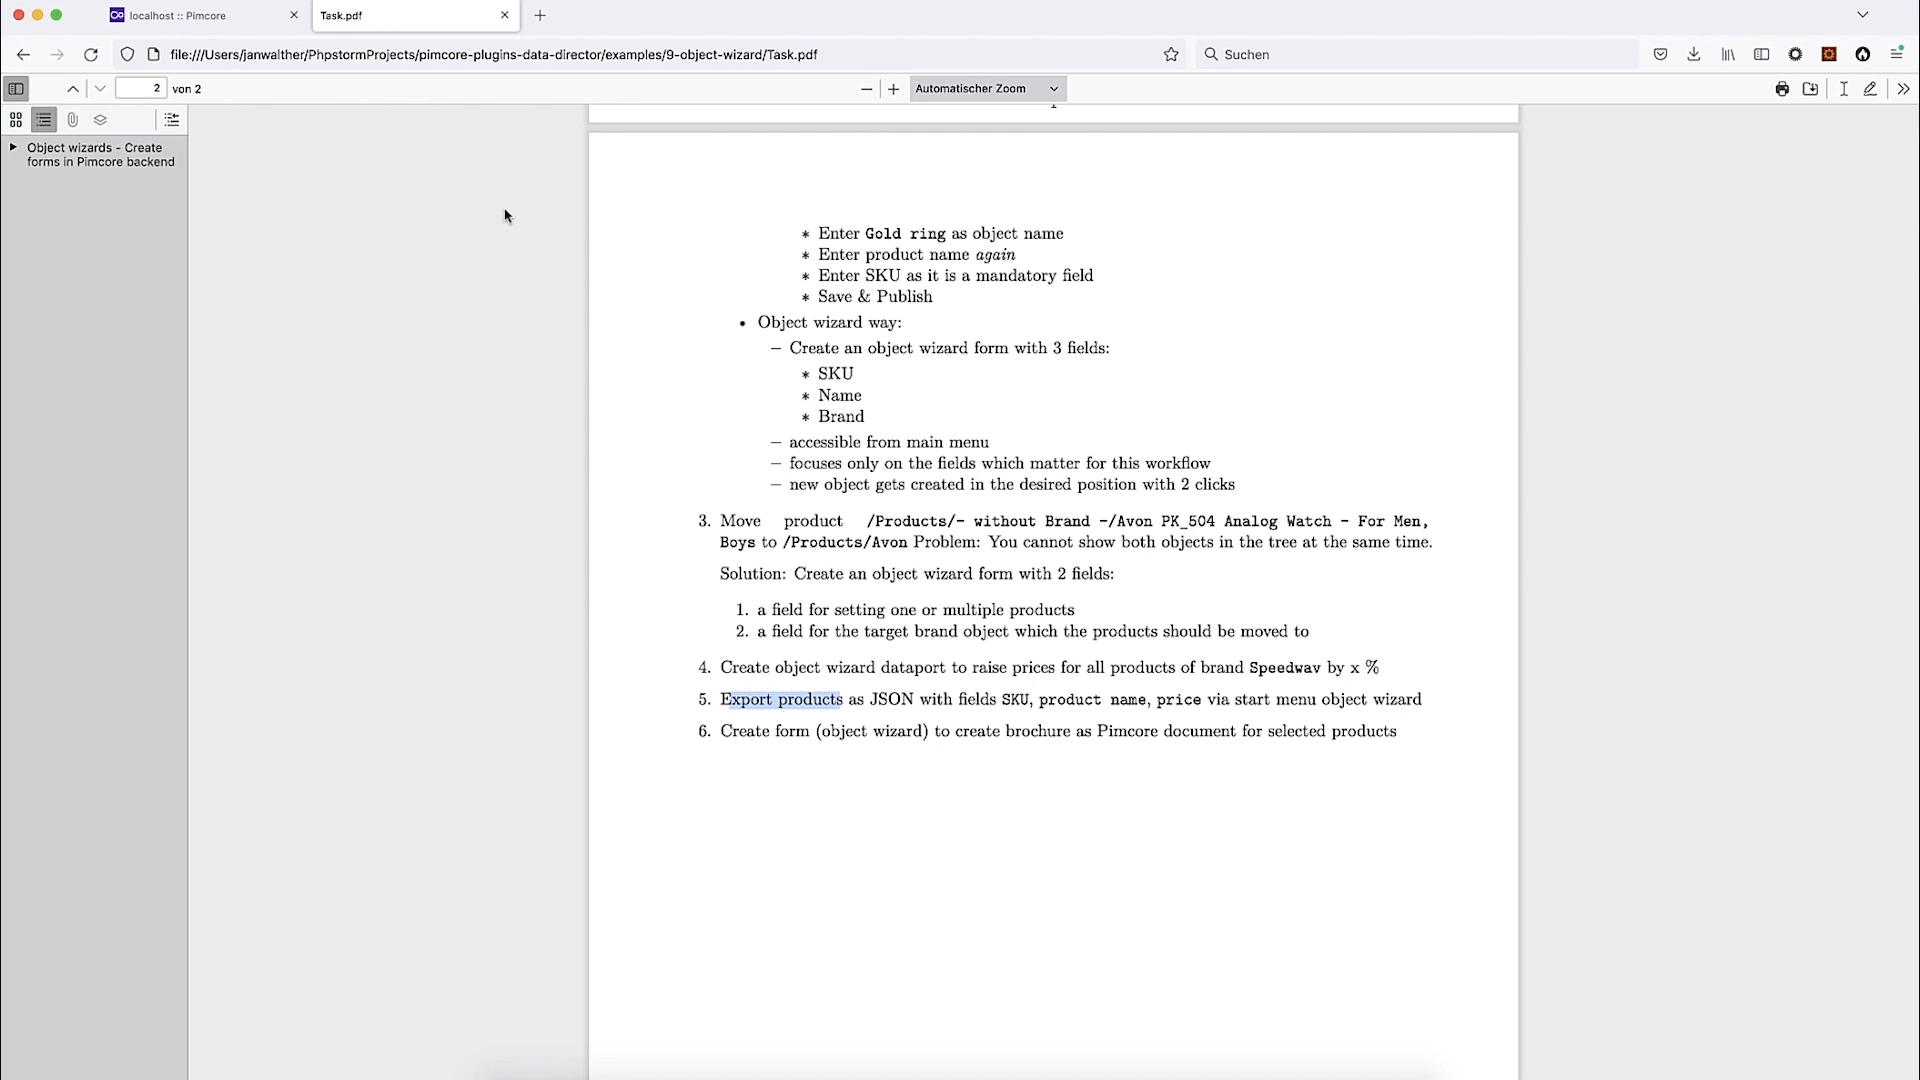 localhost :: Pimcore
Task.pdf
file:///Users/janwalther/PhpstormProjects/pimcore-plugins-data-director/examples/9-object-wizard/Task.pdf
Suchen
2 von 2
Automatischer Zoom
Object wizards - Create
forms in Pimcore backend
* Enter Gold ring as object name
* Enter product name again
* Enter SKU as it is a mandatory field
* Save & Publish
• Object wizard way:
– Create an object wizard form with 3 fields:
* SKU
* Name
* Brand
– accessible from main menu
– focuses only on the fields which matter for this workflow
– new object gets created in the desired position with 2 clicks
3. Move product /Products/- without Brand -/Avon PK_504 Analog Watch - For Men,
Boys to /Products/Avon Problem: You cannot show both objects in the tree at the same time.
Solution: Create an object wizard form with 2 fields:
1. a field for setting one or multiple products
2. a field for the target brand object which the products should be moved to
4. Create object wizard dataport to raise prices for all products of brand Speedwav by x %
5. Export products as JSON with fields SKU, product name, price via start menu object wizard
6. Create form (object wizard) to create brochure as Pimcore document for selected products